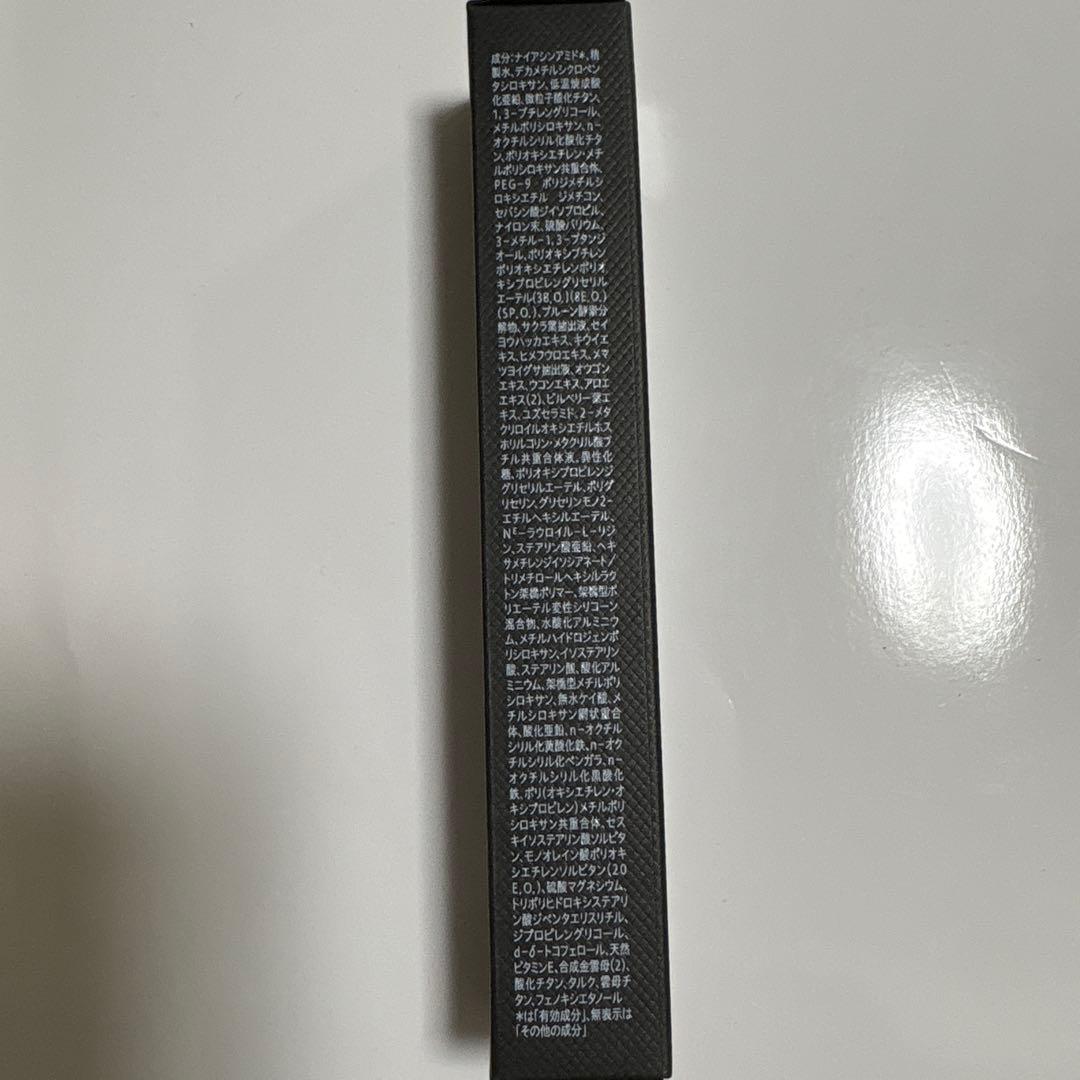 成分:ナイアシンアミド*、精
製水、デカメチルシクロペン
タシロキサン、低温焼成酸
化亜鉛、微粒子酸化チタン、
1,3-ブチレングリコール、
メチルポリシロキサン、n-
オクチルシリル化酸化チタ
ン、ポリオキシエチレン・メチ
ルポリシロキサン共重合体、
PEG-9 ポリジメチルシ
ロキシエチル ジメチコン、
セバシン酸ジイソプロピル、
ナイロン末、硫酸バリウム、
3-メチル-1,3-ブタンジ
オール、ポリオキシブチレン
ポリオキシエチレンポリオ
キシプロピレングリセリル
エーテル(3B.O.)(8E.O.)
(5P.O.)、プルーン酵素分
解物、サクラ葉抽出液、セイ
ヨウハッカエキス、キウイエ
キス、ヒメフウロエキス、メマ
ツヨイグサ抽出液、オウゴン
エキス、ウコンエキス、アロエ
エキス(2)、ビルベリー葉エ
キス、ユズセラミド、2-メタ
クリロイルオキシエチルホス
ホリルコリン・メタクリル酸ブ
チル共重合体液、異性化
糖、ポリオキシプロピレンジ
グリセリルエーテル、ポリグ
リセリン、グリセリンモノ2-
エチルヘキシルエーテル、
Nε-ラウロイル-L-リジ
ン、ステアリン酸亜鉛、ヘキ
サメチレンジイソシアネート/
トリメチロールヘキシルラク
トン架橋ポリマー、架橋型ポ
リエーテル変性シリコーン
混合物、水酸化アルミニウ
ム、メチルハイドロジェンポ
リシロキサン、イソステアリン
酸、ステアリン酸、酸化アル
ミニウム、架橋型メチルポリ
シロキサン、無水ケイ酸、メ
チルシロキサン網状重合
体、酸化亜鉛、n-オクチル
シリル化黄酸化鉄、n-オク
チルシリル化ベンガラ、n-
オクチルシリル化黒酸化
鉄、ポリ(オキシエチレン・オ
キシプロピレン)メチルポリ
シロキサン共重合体、セス
キイソステアリン酸ソルビタ
ン、モノオレイン酸ポリオキ
シエチレンソルビタン(20
E.O.)、硫酸マグネシウム、
トリポリヒドロキシステアリ
ン酸ジペンタエリスリチル、
ジプロピレングリコール、
d-δ-トコフェロール、天然
ビタミンE、合成金雲母(2)、
酸化チタン、タルク、雲母チ
タン、フェノキシエタノール
*は「有効成分」、無表示は
「その他の成分」